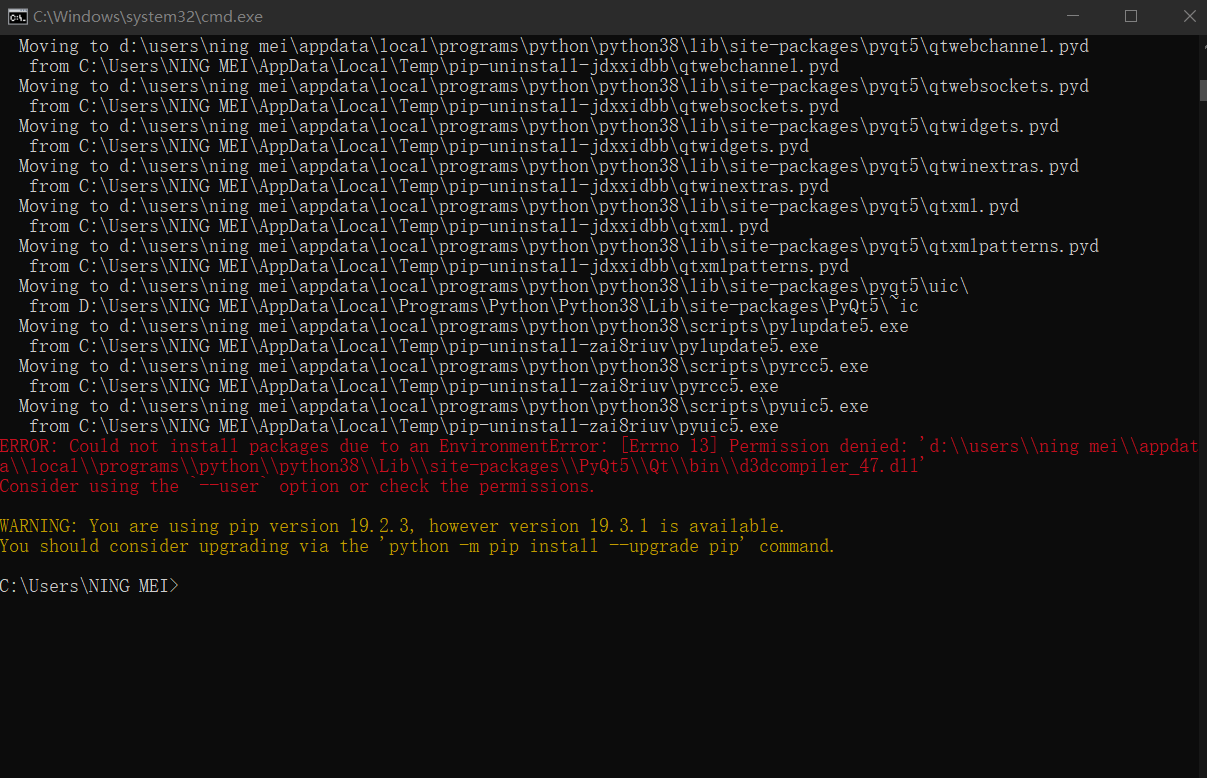 C:\Windows\system32\cmd.exe
Moving to d:\users\ning mei\appdata\local\programs\python\python38\lib\site-packages\pyqt5\qtwebchannel.pyd
from C:\Users\NING MEI\AppData\Local\Temp\pip-uninstall-jdxxidbb\qtwebchannel.pyd
Moving to d:\users\ning mei\appdata\local\programs\python\python38\lib\site-packages\pyqt5\qtwebsockets.pyd
from C:\Users\NING MEI\AppData\Local\Temp\pip-uninstall-jdxxidbb\qtwebsockets.pyd
Moving to d:\users\ning mei\appdata\local\programs\python\python38\lib\site-packages\pyqt5\qtwidgets.pyd
from C:\Users\NING MEI\AppData\Local\Temp\pip-uninstall-jdxxidbb\qtwidgets.pyd
Moving to d:\users\ning mei\appdata\local\programs\python\python38\lib\site-packages\pyqt5\qtwinextras.pyd
from C:\Users\NING MEI\AppData\Local\Temp\pip-uninstall-jdxxidbb\qtwinextras.pyd
Moving to d:\users\ning mei\appdata\local\programs\python\python38\lib\site-packages\pyqt5\qtxml.pyd
from C:\Users\NING MEI\AppData\Local\Temp\pip-uninstall-jdxxidbb\qtxml.pyd
Moving to d:\users\ning mei\appdata\local\programs\python\python38\lib\site-packages\pyqt5\qtxmlpatterns.pyd
from C:\Users\NING MEI\AppData\Local\Temp\pip-uninstall-jdxxidbb\qtxmlpatterns.pyd
Moving to d:\users\ning mei\appdata\local\programs\python\python38\lib\site-packages\pyqt5\uic\
from D:\Users\NING MEI\AppData\Local\Programs\Python\Python38\Lib\site-packages\PyQt5\~ic
Moving to d:\users\ning mei\appdata\local\programs\python\python38\scripts\pylupdate5.exe
from C:\Users\NING MEI\AppData\Local\Temp\pip-uninstall-zai8riuv\pylupdate5.exe
Moving to d:\users\ning mei\appdata\local\programs\python\python38\scripts\pyrcc5.exe
from C:\Users\NING MEI\AppData\Local\Temp\pip-uninstall-zai8riuv\pyrcc5.exe
Moving to d:\users\ning mei\appdata\local\programs\python\python38\scripts\pyuic5.exe
from C:\Users\NING MEI\AppData\Local\Temp\pip-uninstall-zai8riuv\pyuic5.exe
ERROR: Could not install packages due to an EnvironmentError: [Errno 13] Permission denied: 'd:\\users\\ning mei\\appdat
a\\local\\programs\\python\\python38\\Lib\\site-packages\\PyQt5\\Qt\\bin\\d3dcompiler_47.dll'
Consider using the `--user` option or check the permissions.
WARNING: You are using pip version 19.2.3, however version 19.3.1 is available.
You should consider upgrading via the 'python -m pip install --upgrade pip' command.
C:\Users\NING MEI>